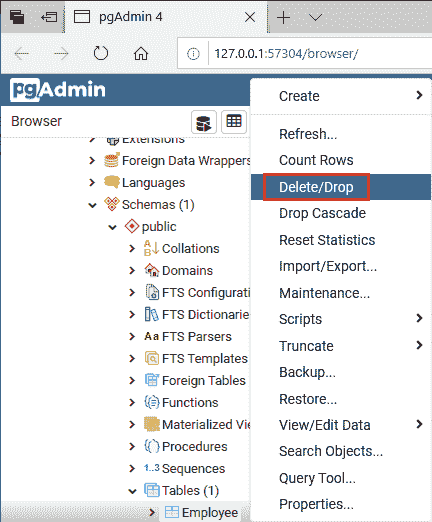 pgAdmin 4
127.0.0.1:57304/browser/
pgAdmin
Browser
Extensions
Foreign Data Wrappers
Languages
Schemas (1)
public
Collations
Domains
FTS Configurati
FTS Dictionarie
Aa FTS Parsers
FTS Templates
Foreign Tables
Functions
Materialized Vie
Procedures
1..3 Sequences
Tables (1)
Employee
Create
Refresh...
Count Rows
Delete/Drop
Drop Cascade
Reset Statistics
Import/Export...
Maintenance...
Scripts
Truncate
Backup...
Restore...
View/Edit Data
Search Objects...
Query Tool...
Properties...